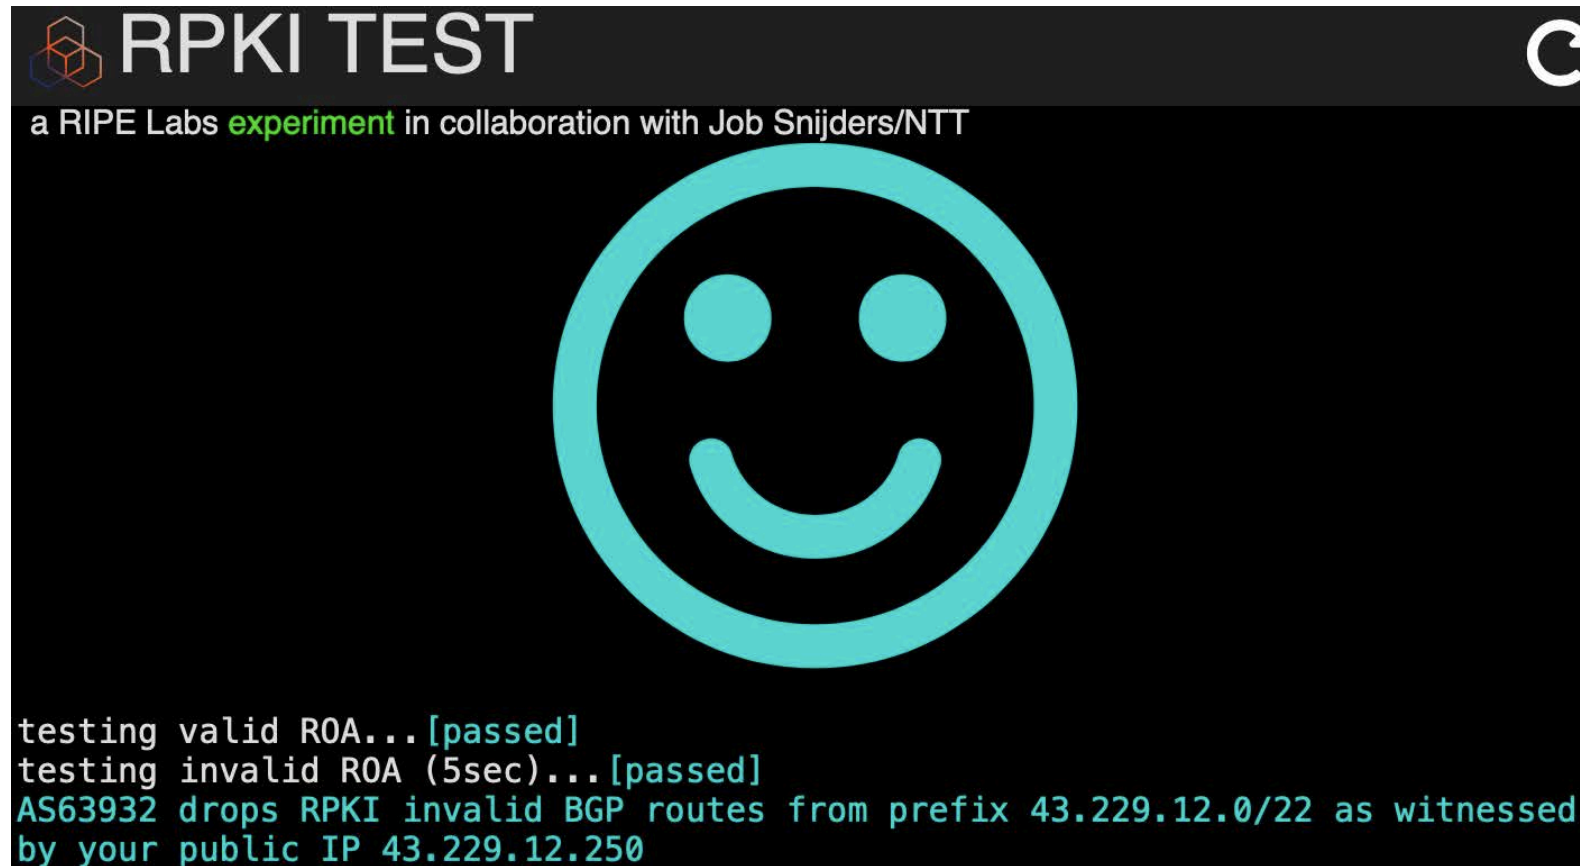 RPKI TEST
a RIPE Labs experiment in collaboration with Job Snijders/NTT
testing valid ROA...[passed]
testing invalid ROA (5sec)...[passed]
AS63932 drops RPKI invalid BGP routes from prefix 43.229.12.0/22 as witnessed
by your public IP 43.229.12.250